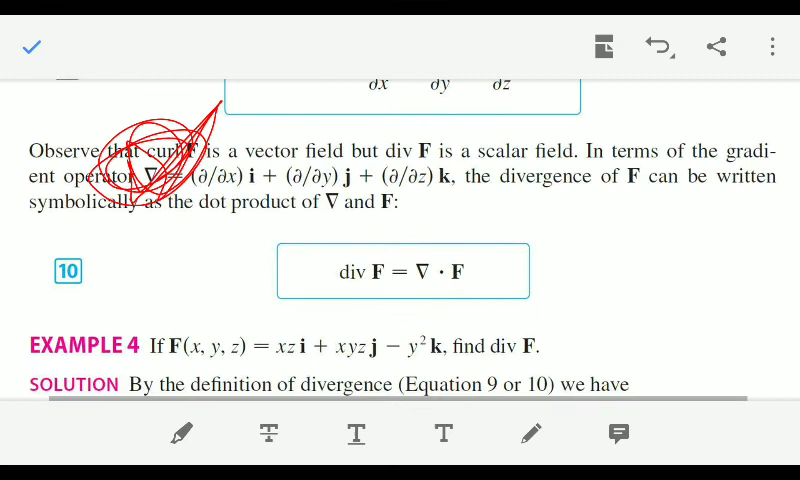 ∂x ∂y ∂z
Observe that curl F is a vector field but div F is a scalar field. In terms of the gradi-
ent operator ∇ = (∂/∂x) i + (∂/∂y) j + (∂/∂z) k, the divergence of F can be written
symbolically as the dot product of ∇ and F:
10 div F = ∇ · F
EXAMPLE 4 If F(x, y, z) = xz i + xyz j − y² k, find div F.
SOLUTION By the definition of divergence (Equation 9 or 10) we have
T T T